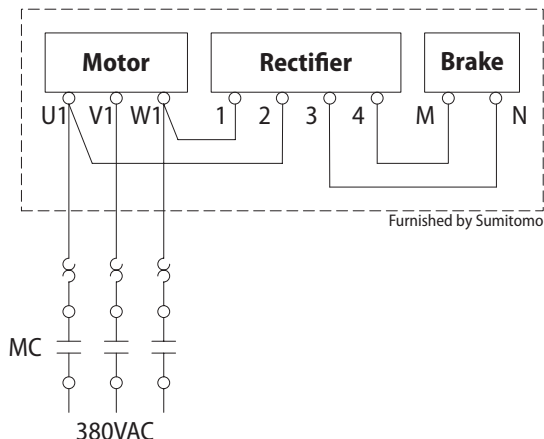 Motor Rectifier Brake
U1 V1 W1 1 2 3 4 M N
Furnished by Sumitomo
MC
380VAC